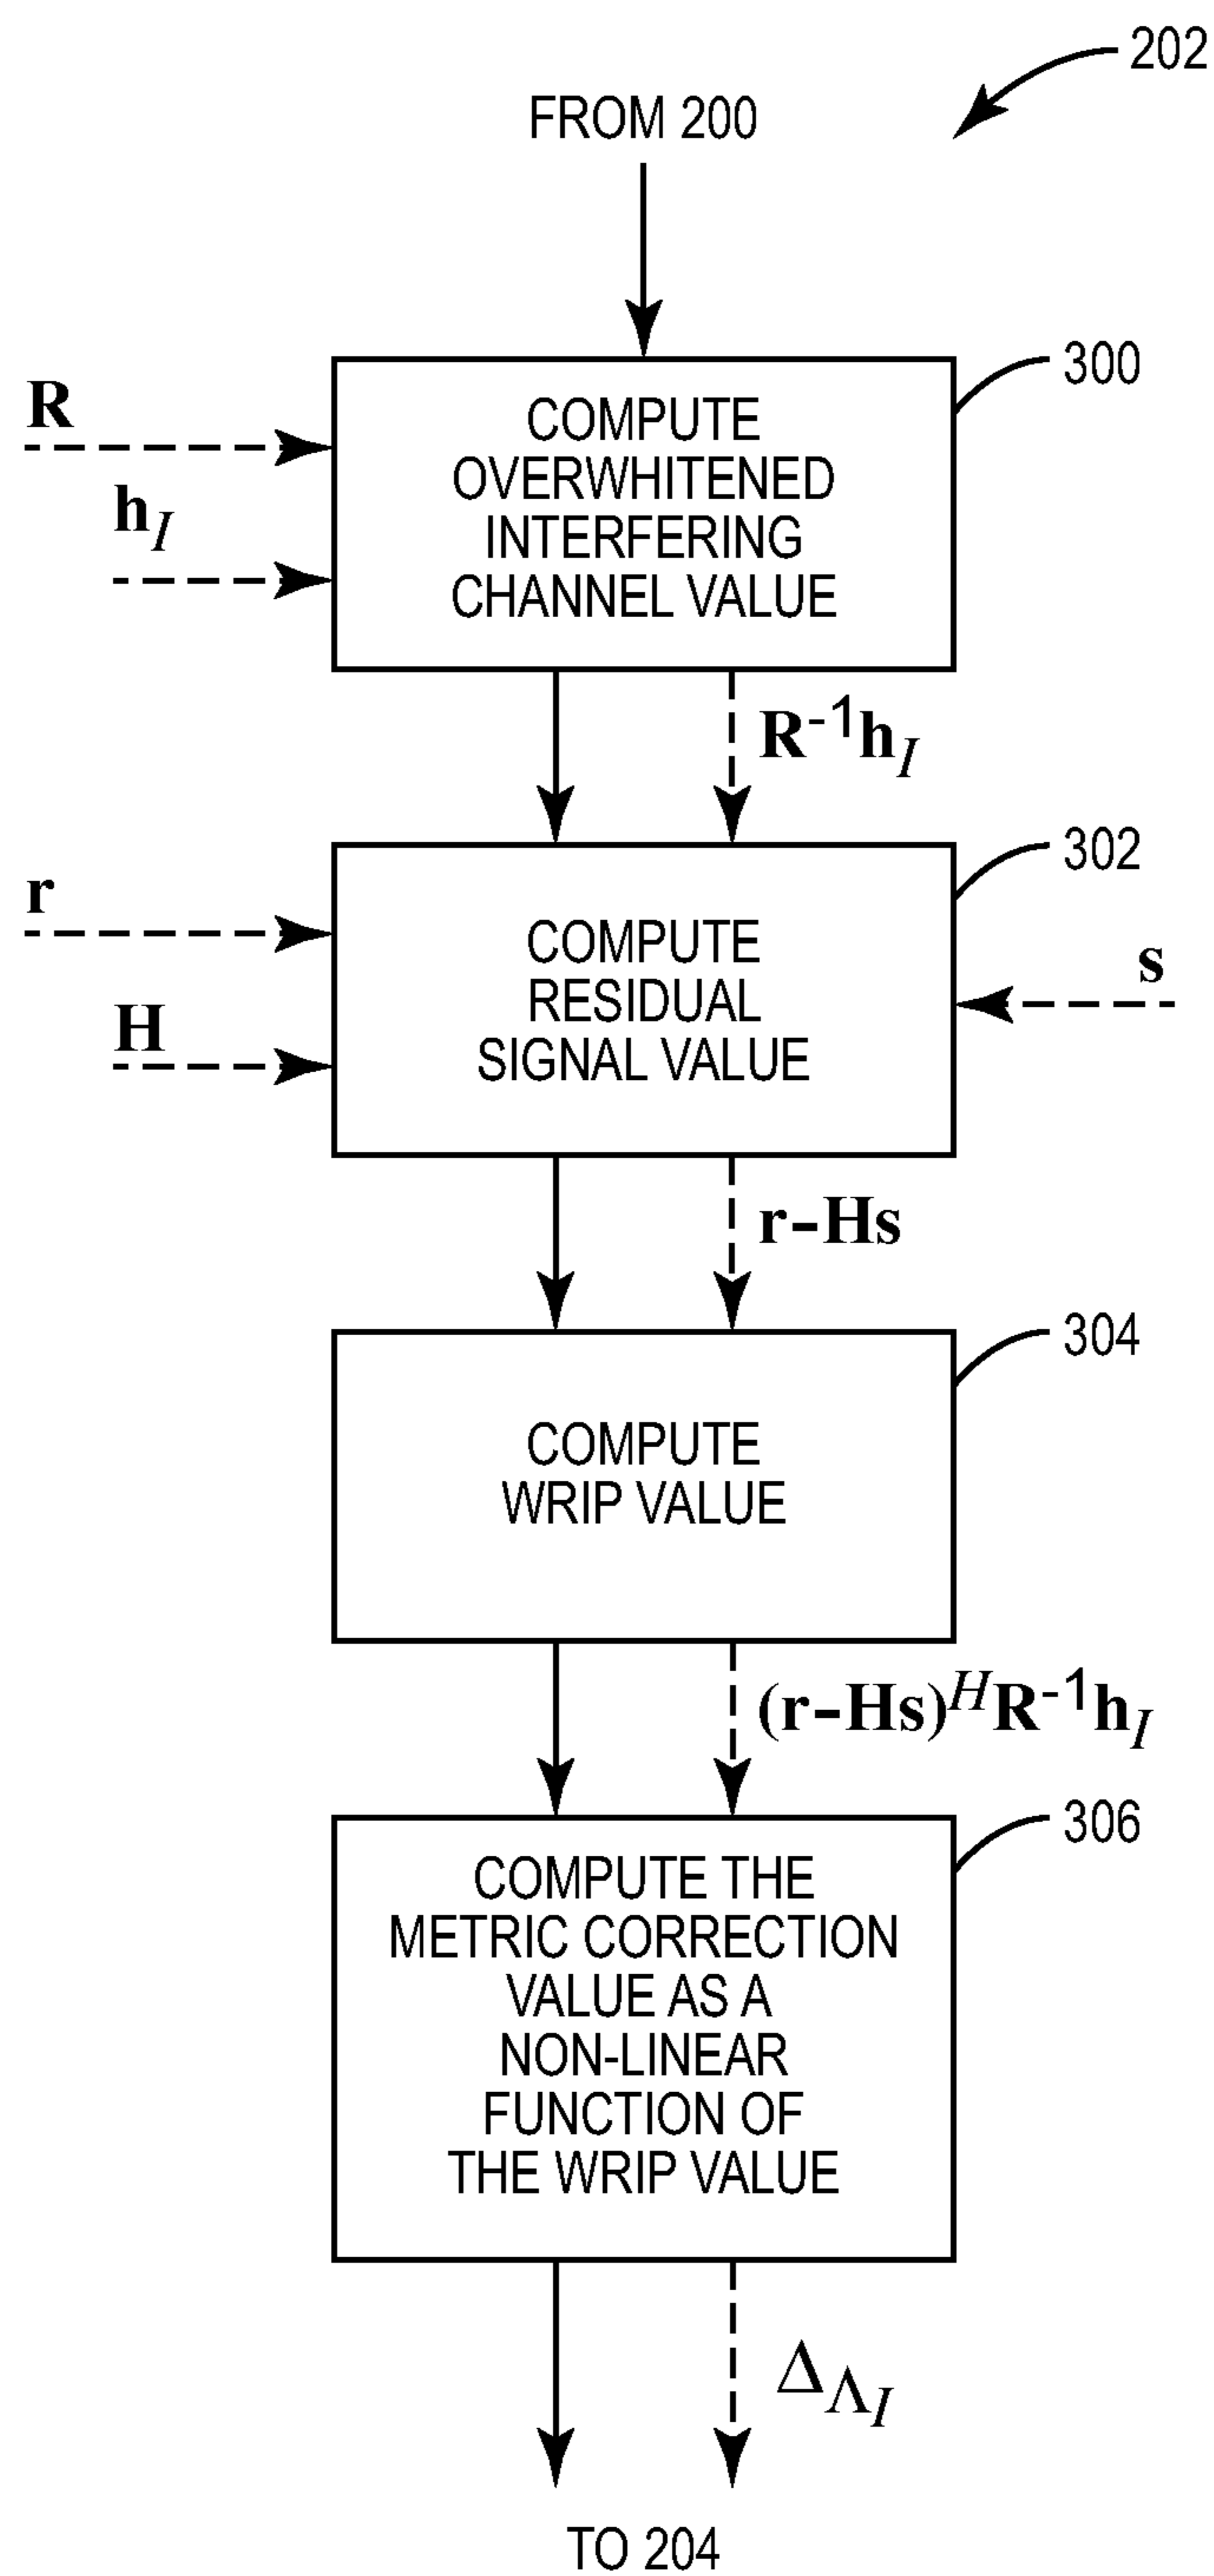 202
FROM 200
300
R
h_I
COMPUTE
OVERWHITENED
INTERFERING
CHANNEL VALUE
R⁻¹h_I
302
r
H
s
COMPUTE
RESIDUAL
SIGNAL VALUE
r-Hs
304
COMPUTE
WRIP VALUE
(r-Hs)ᴴR⁻¹h_I
306
COMPUTE THE
METRIC CORRECTION
VALUE AS A
NON-LINEAR
FUNCTION OF
THE WRIP VALUE
Δ_Λ_I
TO 204